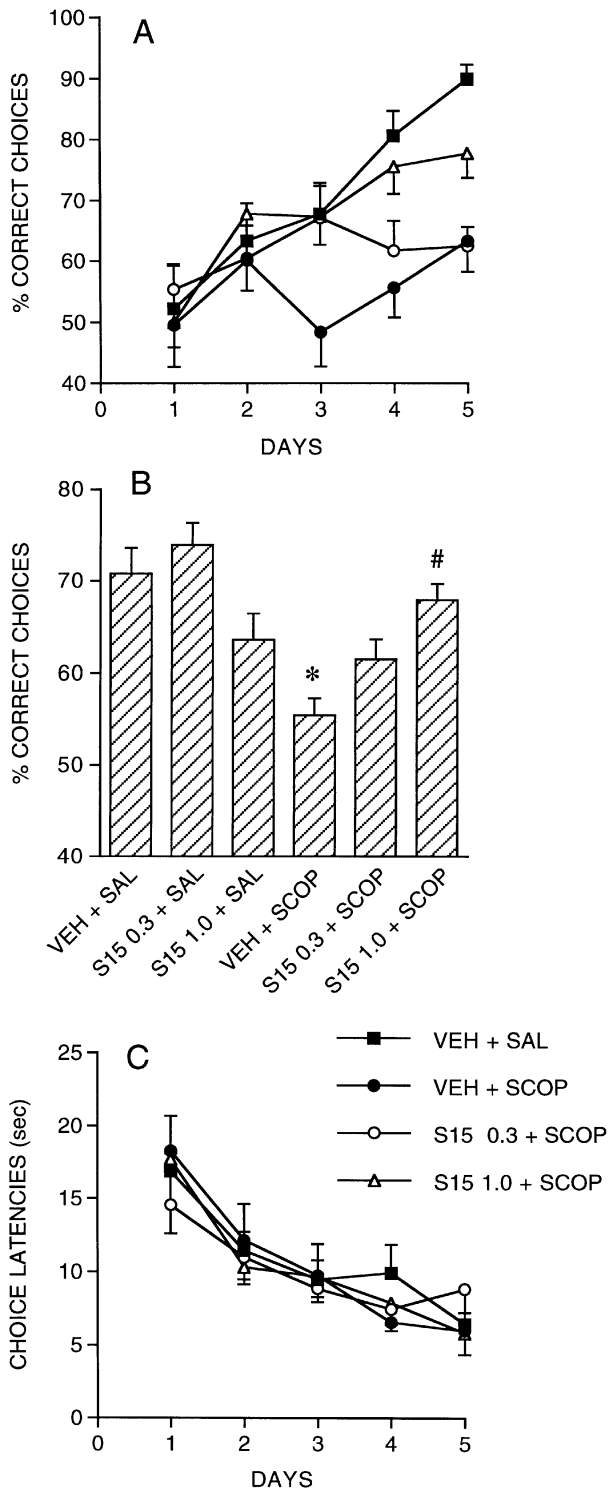 A
100
90
80
70
60
50
40
% CORRECT CHOICES
0 1 2 3 4 5
DAYS
B
80
70
60
50
40
% CORRECT CHOICES
*
#
VEH + SAL
S15 0.3 + SAL
S15 1.0 + SAL
VEH + SCOP
S15 0.3 + SCOP
S15 1.0 + SCOP
C
VEH + SAL
VEH + SCOP
S15 0.3 + SCOP
S15 1.0 + SCOP
25
20
15
10
5
0
CHOICE LATENCIES (sec)
0 1 2 3 4 5
DAYS